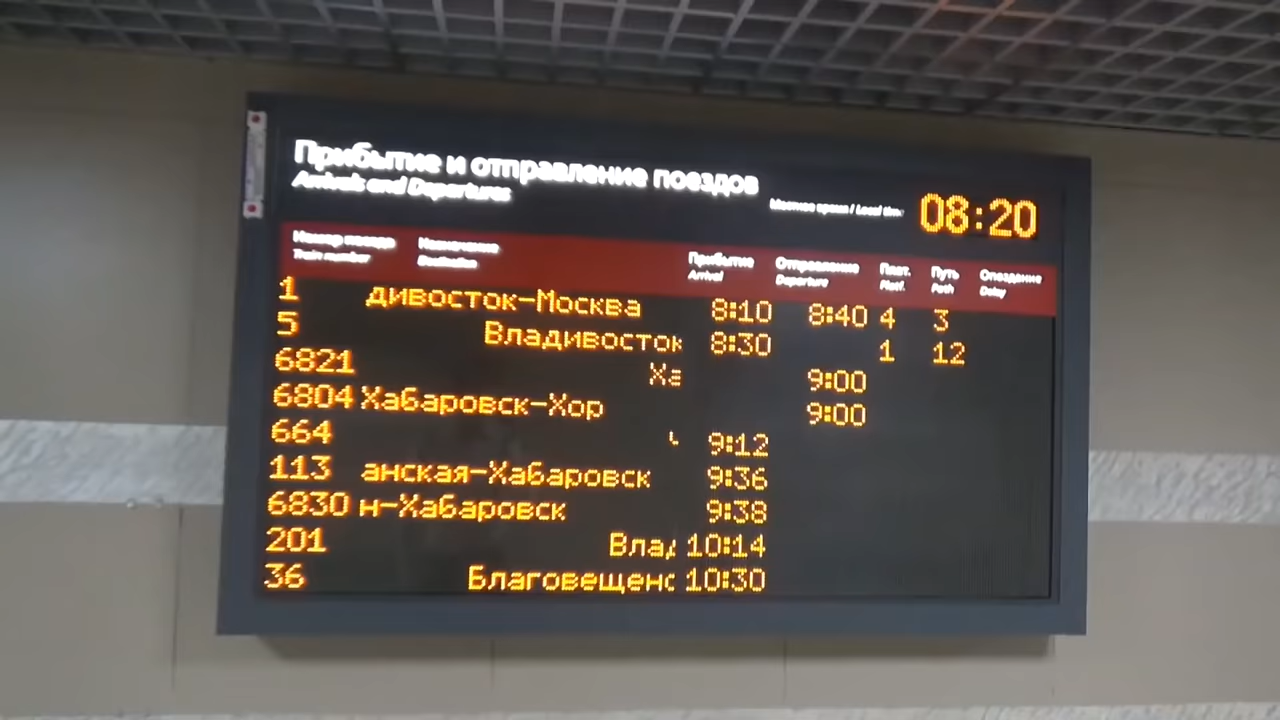 Прибытие и отправление поездов
Arrivals and Departures
Местное время / Local time 08:20
Номер поезда Назначение Прибытие Отправление Плат. Путь Опоздание
Train number Destination Arrival Departure Platf. Path Delay
1 дивосток-Москва 8:10 8:40 4 3
5 Владивосток 8:30 1 12
6821 Ха 9:00
6804 Хабаровск-Хор 9:00
664 9:12
113 анская-Хабаровск 9:36
6830 н-Хабаровск 9:38
201 Влад 10:14
36 Благовещенс 10:30